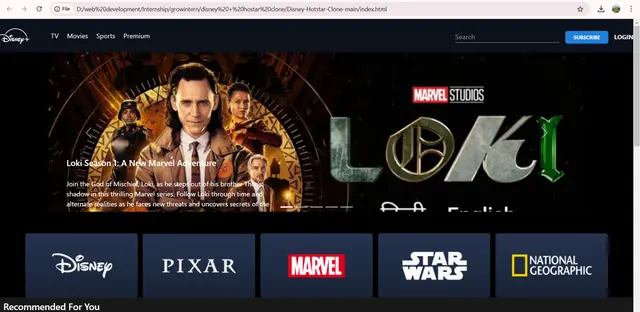 File D:/web%20development/Internship/growintern/disney%20+%20hostar%20clone/Disney-Hotstar-Clone-main/index.html
Disney+ TV Movies Sports Premium Search SUBSCRIBE LOGIN
MARVEL STUDIOS
LOKI
हिन्दी English
Loki Season 1: A New Marvel Adventure
Join the God of Mischief, Loki, as he steps out of his brother Thor's
shadow in this thrilling Marvel series. Follow Loki through time and
alternate realities as he faces new threats and uncovers secrets of the
Disney PIXAR MARVEL STAR WARS NATIONAL GEOGRAPHIC
Recommended For You